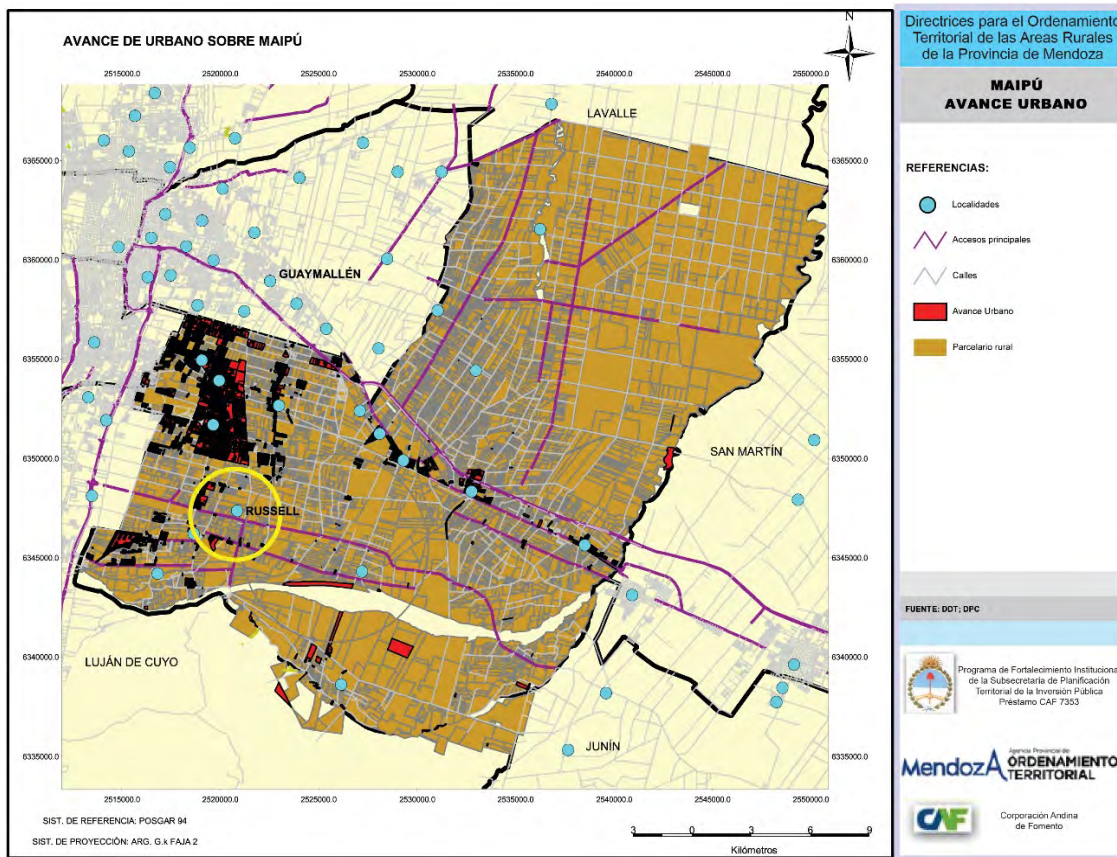 AVANCE DE URBANO SOBRE MAIPÚ
N
2515000.0 2520000.0 2525000.0 2530000.0 2535000.0 2540000.0 2545000.0 2550000.0
LAVALLE
6365000.0 6365000.0
6360000.0 6360000.0
GUAYMALLÉN
6355000.0 6355000.0
SAN MARTÍN
6350000.0 6350000.0
RUSSELL
6345000.0 6345000.0
LUJÁN DE CUYO
6340000.0 6340000.0
JUNÍN
6335000.0 6335000.0
2515000.0 2520000.0 2525000.0 2530000.0 2535000.0 2540000.0 2545000.0 2550000.0
SIST. DE REFERENCIA: POSGAR 94
SIST. DE PROYECCIÓN: ARG. G.k FAJA 2
3 0 3 6 9
Kilómetros
Directrices para el Ordenamiento
Territorial de las Areas Rurales
de la Provincia de Mendoza
MAIPÚ
AVANCE URBANO
REFERENCIAS:
Localidades
Accesos principales
Calles
Avance Urbano
Parcelario rural
FUENTE: DDT; DPC
Programa de Fortalecimiento Instituciona
de la Subsecretaria de Planificación
Territorial de la Inversión Pública
Préstamo CAF 7353
Agencia Provincial de
MendozA ORDENAMIENTO
TERRITORIAL
CAF
Corporación Andina
de Fomento